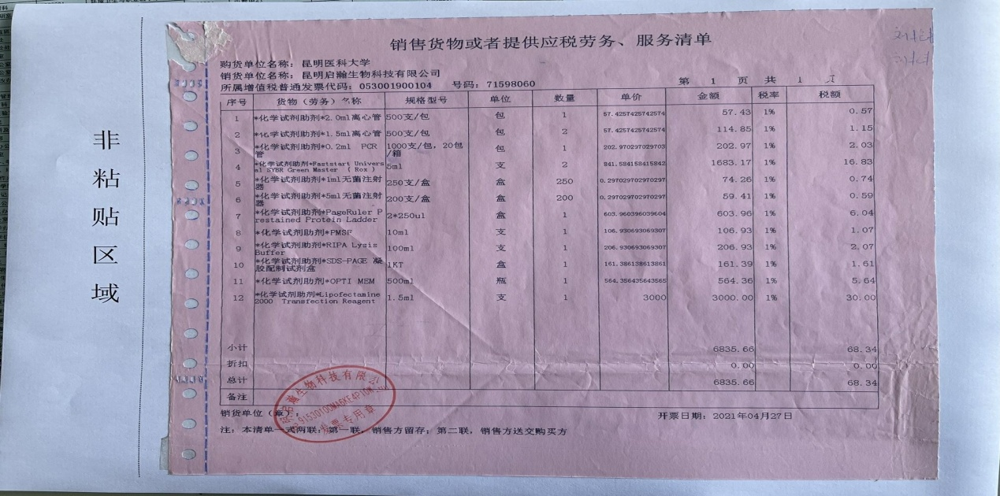 非粘贴区域
销售货物或者提供应税劳务、服务清单
购货单位名称：昆明医科大学
销货单位名称：昆明启瀚生物科技有限公司
所属增值税普通发票代码：053001900104 号码：71598060 第 1 页 共 1 页
序号 货物（劳务）名称 规格型号 单位 数量 单价 金额 税率 税额
1 *化学试剂助剂*2.0ml离心管 500支/包 包 1 57.4257425742574 57.43 1% 0.57
2 *化学试剂助剂*1.5ml离心管 500支/包 包 2 57.4257425742574 114.85 1% 1.15
3 *化学试剂助剂*0.2ml PCR 1000支/包，20包 包 1 202.970297029703 202.97 1% 2.03
管 /箱
4 *化学试剂助剂*Faststart Univers 5ml 支 2 841.584158415842 1683.17 1% 16.83
al SYBR Green Master （Rox）
5 *化学试剂助剂*1ml无菌注射 250支/盒 盒 250 0.297029702970297 74.26 1% 0.74
器
6 *化学试剂助剂*5ml无菌注射 200支/盒 盒 200 0.297029702970297 59.41 1% 0.59
器
7 *化学试剂助剂*PageRuler P 2*250ul 盒 1 603.960396039604 603.96 1% 6.04
restained Protein Ladder
8 *化学试剂助剂*PMSF 10ml 支 1 106.930693069307 106.93 1% 1.07
9 *化学试剂助剂*RIPA Lysis 100ml 支 1 206.930693069307 206.93 1% 2.07
Buffer
10 *化学试剂助剂*SDS-PAGE 凝 1KT 盒 1 161.386138613861 161.39 1% 1.61
胶配制试剂盒
11 *化学试剂助剂*OPTI MEM 500ml 瓶 1 564.356435643565 564.36 1% 5.64
12 *化学试剂助剂*Lipofectamine 1.5ml 支 1 3000 3000.00 1% 30.00
2000 Transfection Reagent
小计 6835.66 68.34
折扣 0.00 0.00
总计 6835.66 68.34
备注
销货单位（章）： 开票日期：2021年04月27日
注：本清单一式两联：第一联，销售方留存；第二联，销售方送交购买方
发票专用章